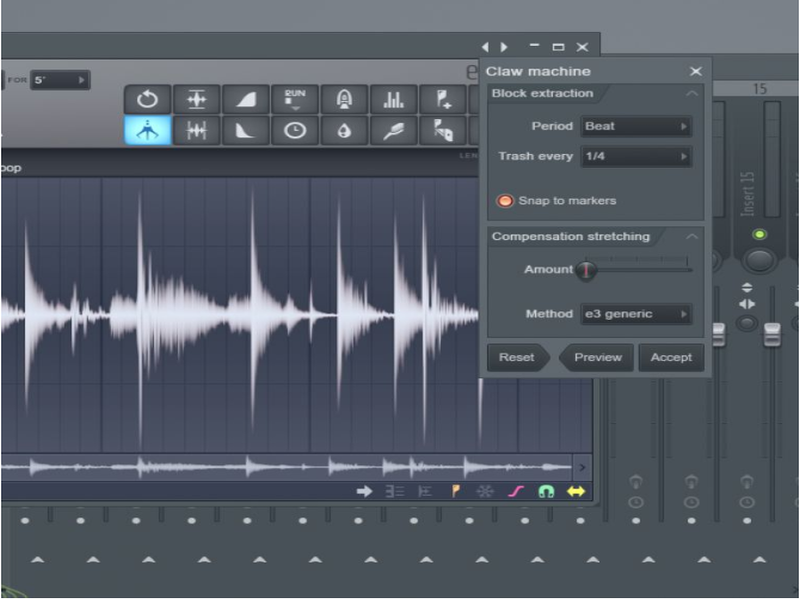 FOR 5'
Claw machine
Block extraction
15
RUN
Period Beat
Trash every 1/4
oop
LEN
Snap to markers
Insert 15
Compensation stretching
Amount
Method e3 generic
Reset Preview Accept